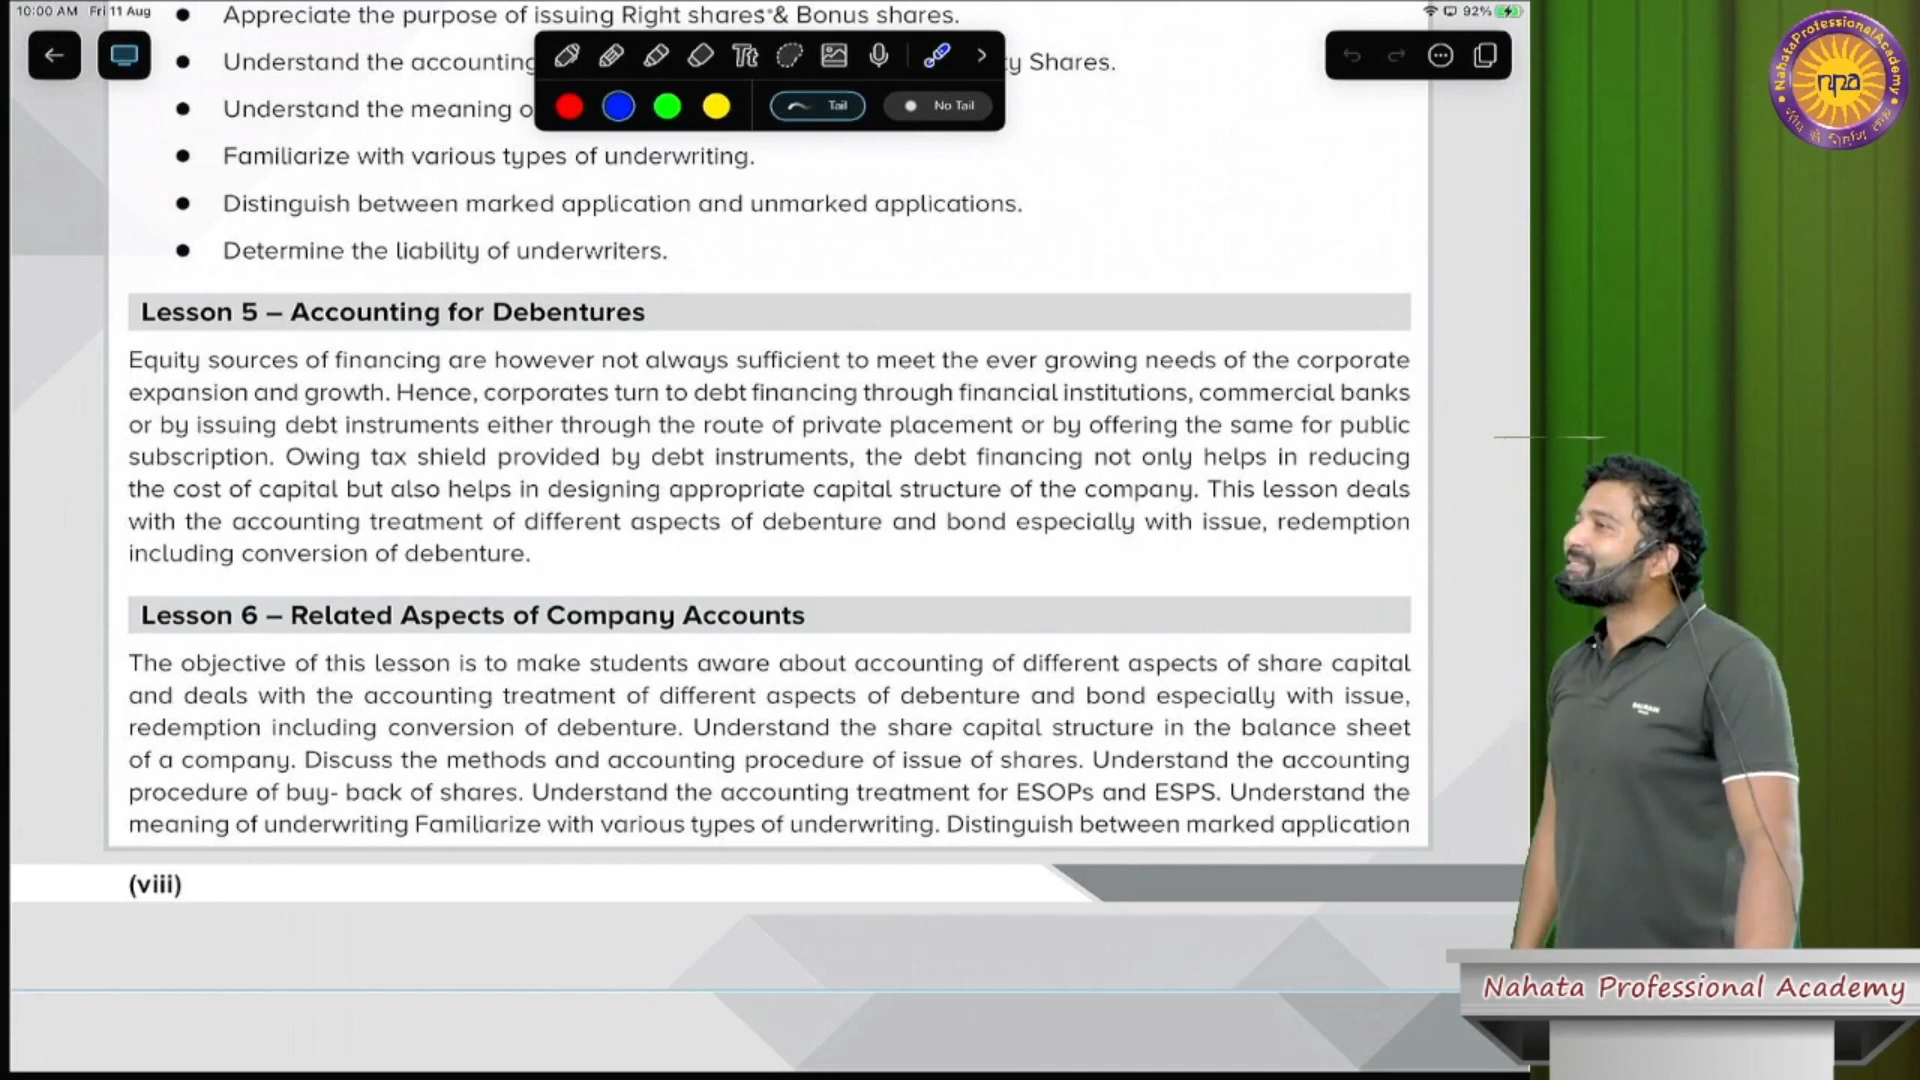 10:00 AM Fri 11 Aug
92%
Appreciate the purpose of issuing Right shares & Bonus shares.
Understand the accounting
y Shares.
Understand the meaning o
Tt
Tail
No Tail
● Familiarize with various types of underwriting.
● Distinguish between marked application and unmarked applications.
● Determine the liability of underwriters.
Lesson 5 – Accounting for Debentures
Equity sources of financing are however not always sufficient to meet the ever growing needs of the corporate
expansion and growth. Hence, corporates turn to debt financing through financial institutions, commercial banks
or by issuing debt instruments either through the route of private placement or by offering the same for public
subscription. Owing tax shield provided by debt instruments, the debt financing not only helps in reducing
the cost of capital but also helps in designing appropriate capital structure of the company. This lesson deals
with the accounting treatment of different aspects of debenture and bond especially with issue, redemption
including conversion of debenture.
Lesson 6 – Related Aspects of Company Accounts
The objective of this lesson is to make students aware about accounting of different aspects of share capital
and deals with the accounting treatment of different aspects of debenture and bond especially with issue,
redemption including conversion of debenture. Understand the share capital structure in the balance sheet
of a company. Discuss the methods and accounting procedure of issue of shares. Understand the accounting
procedure of buy- back of shares. Understand the accounting treatment for ESOPs and ESPS. Understand the
meaning of underwriting Familiarize with various types of underwriting. Distinguish between marked application
(viii)
Nahata Professional Academy
npa
Nahata Professional Academy